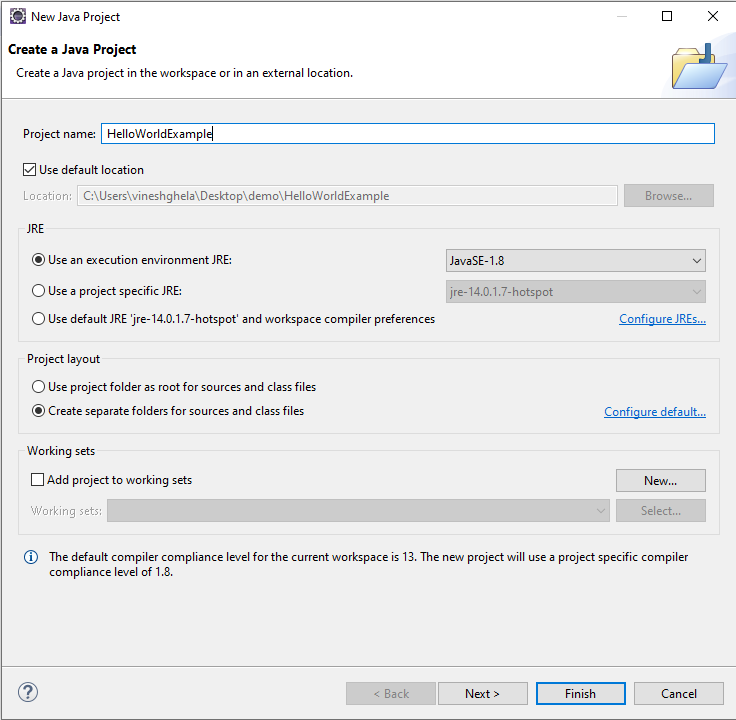 New Java Project
Create a Java Project
Create a Java project in the workspace or in an external location.
Project name: HelloWorldExample
Use default location
Location: C:\Users\vineshghela\Desktop\demo\HelloWorldExample Browse...
JRE
Use an execution environment JRE: JavaSE-1.8
Use a project specific JRE: jre-14.0.1.7-hotspot
Use default JRE 'jre-14.0.1.7-hotspot' and workspace compiler preferences Configure JREs...
Project layout
Use project folder as root for sources and class files
Create separate folders for sources and class files Configure default...
Working sets
Add project to working sets New...
Working sets: Select...
The default compiler compliance level for the current workspace is 13. The new project will use a project specific compiler
compliance level of 1.8.
? < Back Next > Finish Cancel